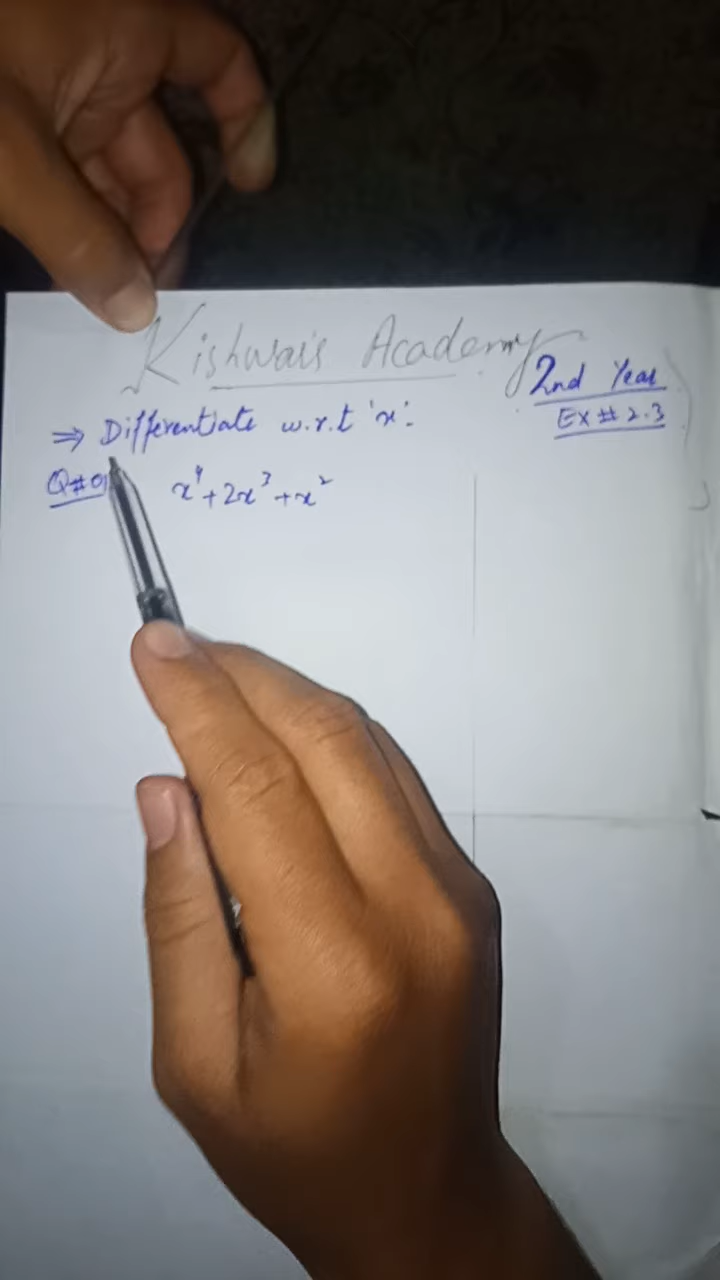 Kishwar's Academy
2nd Year
EX # 2.3
⇒ Differentiate w.r.t 'x':
Q#01 x⁴+2x³+x²